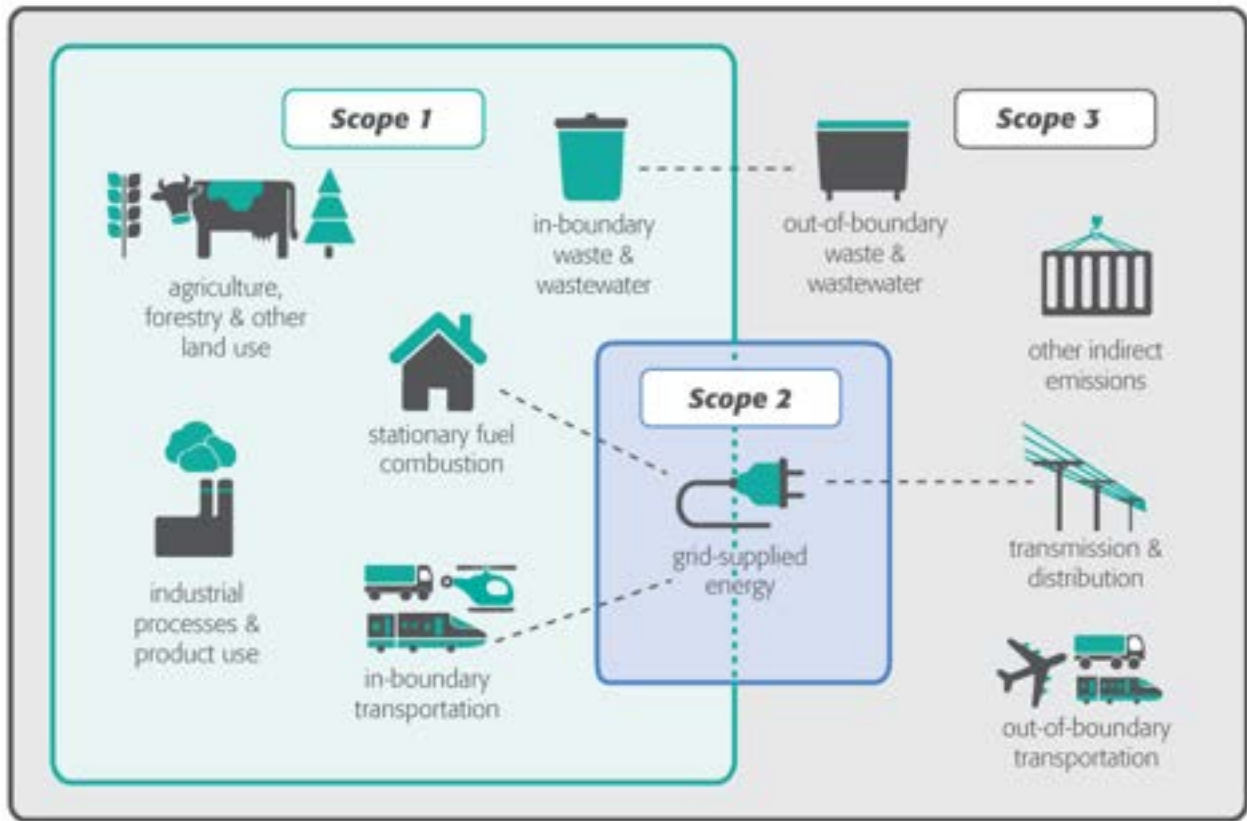 Scope 1
Scope 3
in-boundary
waste &
wastewater
out-of-boundary
waste &
wastewater
agriculture,
forestry & other
land use
other indirect
emissions
Scope 2
stationary fuel
combustion
grid-supplied
energy
transmission &
distribution
industrial
processes &
product use
in-boundary
transportation
out-of-boundary
transportation